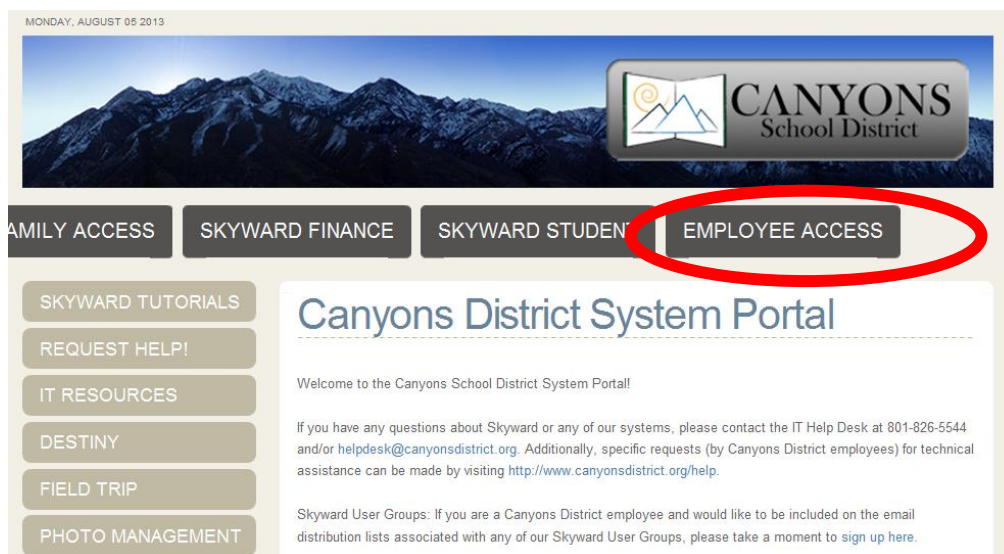 MONDAY, AUGUST 05 2013
CANYONS
School District
AMILY ACCESS
SKYWARD FINANCE
SKYWARD STUDENT
EMPLOYEE ACCESS
SKYWARD TUTORIALS
REQUEST HELP!
IT RESOURCES
DESTINY
FIELD TRIP
PHOTO MANAGEMENT
Canyons District System Portal
Welcome to the Canyons School District System Portal!
If you have any questions about Skyward or any of our systems, please contact the IT Help Desk at 801-826-5544
and/or helpdesk@canyonsdistrict.org. Additionally, specific requests (by Canyons District employees) for technical
assistance can be made by visiting http://www.canyonsdistrict.org/help.
Skyward User Groups: If you are a Canyons District employee and would like to be included on the email
distribution lists associated with any of our Skyward User Groups, please take a moment to sign up here.